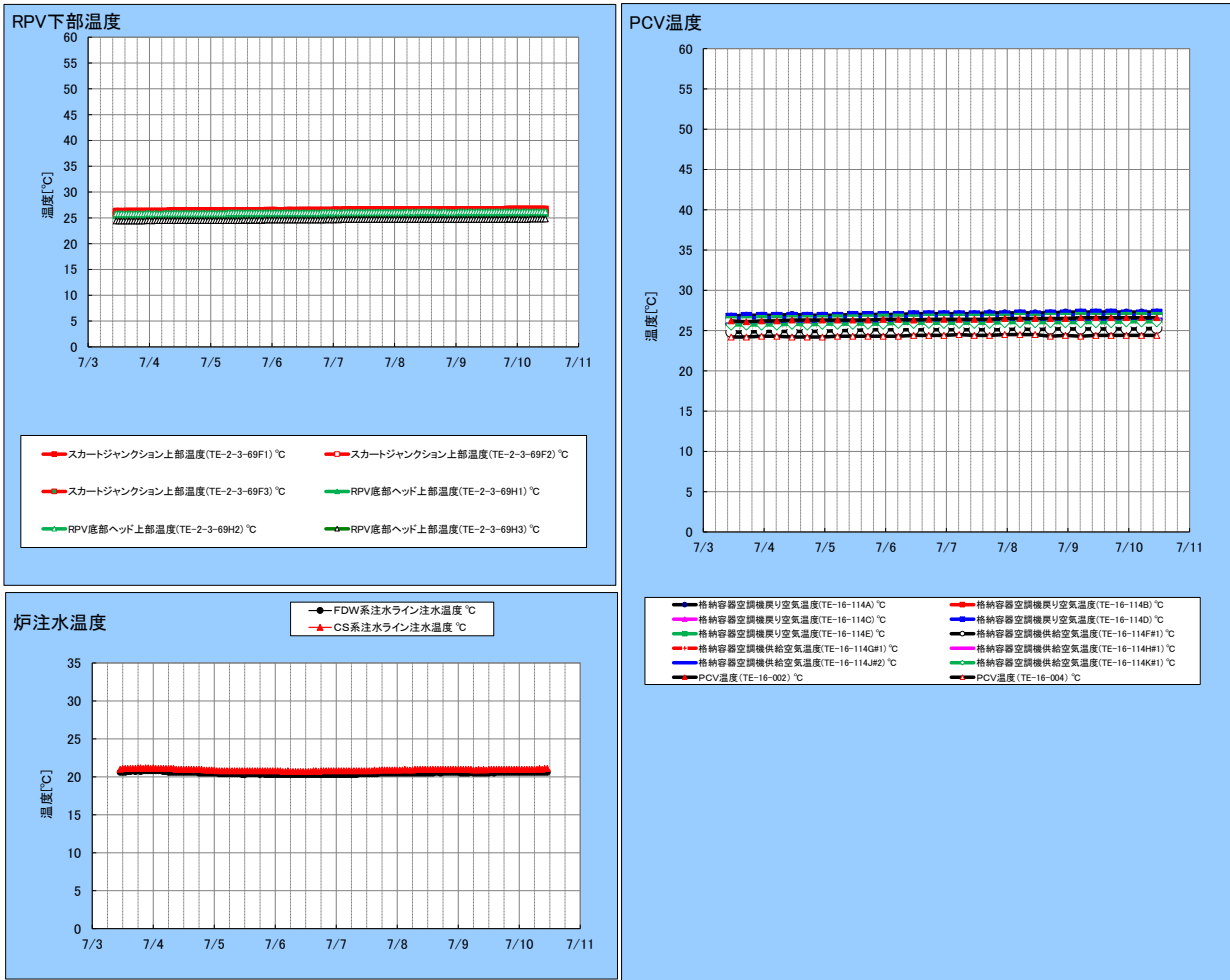 RPV下部温度
60
55
50
45
40
35
30
25
20
15
10
5
0
温度[℃]
7/3 7/4 7/5 7/6 7/7 7/8 7/9 7/10 7/11
スカートジャンクション上部温度(TE-2-3-69F1) ℃ スカートジャンクション上部温度(TE-2-3-69F2) ℃
スカートジャンクション上部温度(TE-2-3-69F3) ℃ RPV底部ヘッド上部温度(TE-2-3-69H1) ℃
RPV底部ヘッド上部温度(TE-2-3-69H2) ℃ RPV底部ヘッド上部温度(TE-2-3-69H3) ℃
炉注水温度
FDW系注水ライン注水温度 ℃
CS系注水ライン注水温度 ℃
35
30
25
20
15
10
5
0
温度[℃]
7/3 7/4 7/5 7/6 7/7 7/8 7/9 7/10 7/11
PCV温度
60
55
50
45
40
35
30
25
20
15
10
5
0
温度[℃]
7/3 7/4 7/5 7/6 7/7 7/8 7/9 7/10 7/11
格納容器空調機戻り空気温度(TE-16-114A) ℃ 格納容器空調機戻り空気温度(TE-16-114B) ℃
格納容器空調機戻り空気温度(TE-16-114C) ℃ 格納容器空調機戻り空気温度(TE-16-114D) ℃
格納容器空調機戻り空気温度(TE-16-114E) ℃ 格納容器空調機供給空気温度(TE-16-114F#1) ℃
格納容器空調機供給空気温度(TE-16-114G#1) ℃ 格納容器空調機供給空気温度(TE-16-114H#1) ℃
格納容器空調機供給空気温度(TE-16-114J#2) ℃ 格納容器空調機供給空気温度(TE-16-114K#1) ℃
PCV温度(TE-16-002) ℃ PCV温度(TE-16-004) ℃